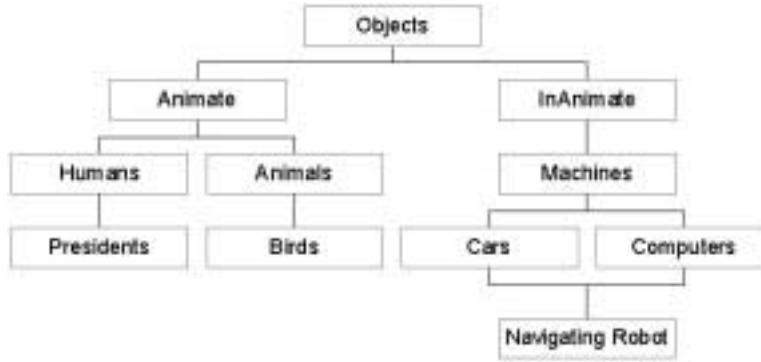 Objects
Animate
InAnimate
Humans
Animals
Machines
Presidents
Birds
Cars
Computers
Navigating Robot